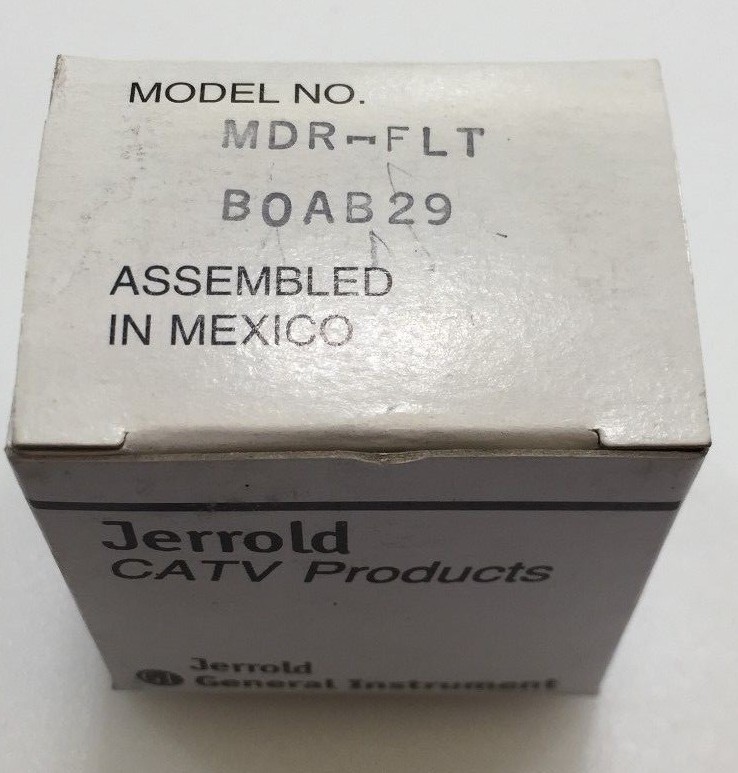 MODEL NO.
MDR-FLT
B0AB29
ASSEMBLED
IN MEXICO
Jerrold
CATV Products
Jerrold
General Instrument